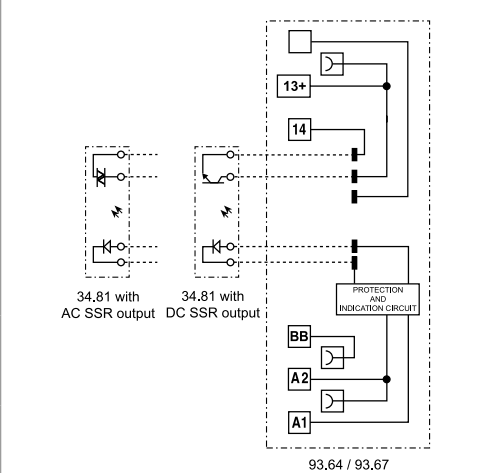 13+
14
34.81 with
AC SSR output
34.81 with
DC SSR output
PROTECTION
AND
INDICATION CIRCUIT
BB
A2
A1
93.64 / 93.67